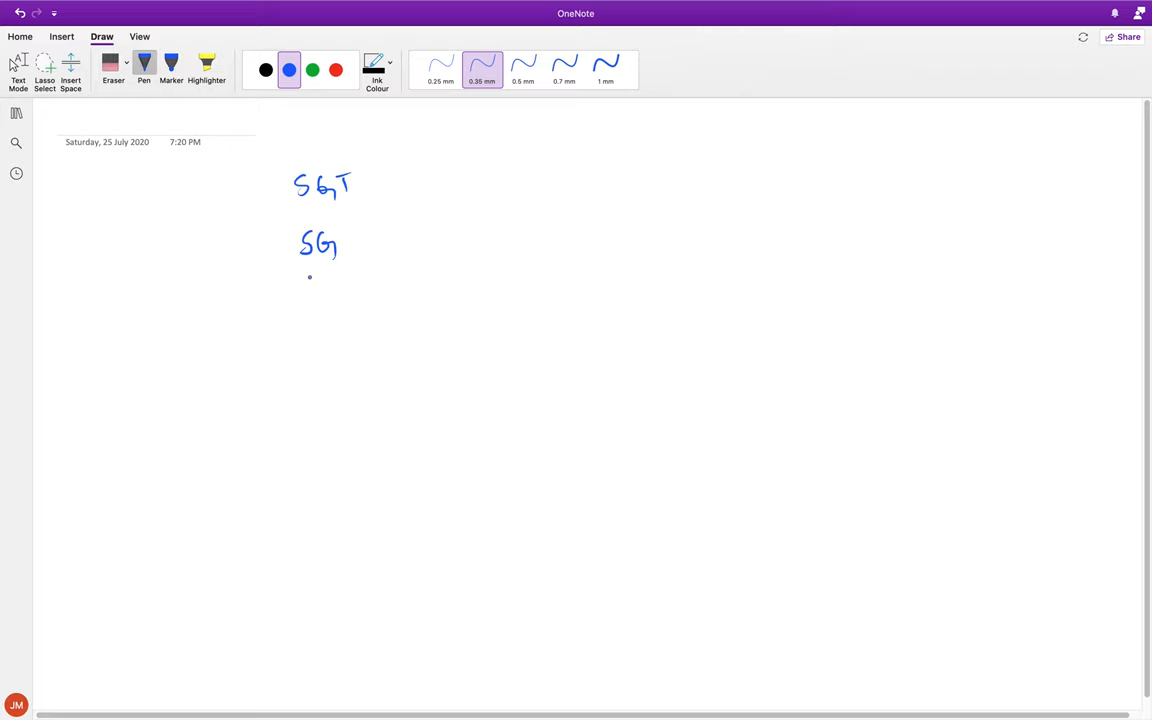 OneNote
Home Insert Draw View
Share
Text Mode
Lasso Select
Insert Space
Eraser
Pen
Marker
Highlighter
Ink Colour
0.25 mm
0.35 mm
0.5 mm
0.7 mm
1 mm
Saturday, 25 July 2020 7:20 PM
SGT
SG
JM